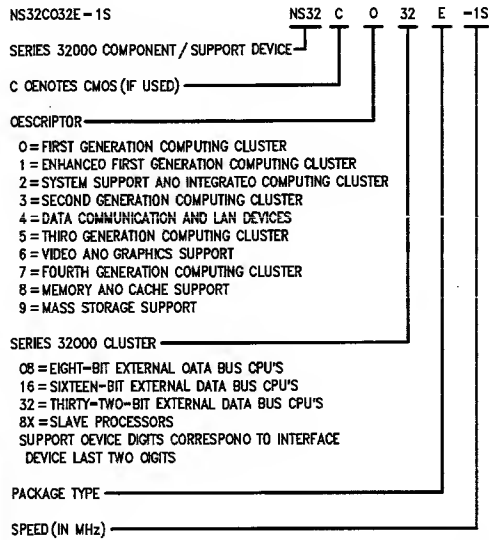 NS32C032E-1S NS32 C 0 32 E -1S
SERIES 32000 COMPONENT/SUPPORT DEVICE
C OENOTES CMOS (IF USED)
OESCRIPTOR
0 = FIRST GENERATION COMPUTING CLUSTER
1 = ENHANCEO FIRST GENERATION COMPUTING CLUSTER
2 = SYSTEM SUPPORT ANO INTEGRATEO COMPUTING CLUSTER
3 = SECOND GENERATION COMPUTING CLUSTER
4 = DATA COMMUNICATION AND LAN DEVICES
5 = THIRO GENERATION COMPUTING CLUSTER
6 = VIDEO ANO GRAPHICS SUPPORT
7 = FOURTH GENERATION COMPUTING CLUSTER
8 = MEMORY ANO CACHE SUPPORT
9 = MASS STORAGE SUPPORT
SERIES 32000 CLUSTER
08 = EIGHT-BIT EXTERNAL OATA BUS CPU'S
16 = SIXTEEN-BIT EXTERNAL DATA BUS CPU'S
32 = THIRTY-TWO-BIT EXTERNAL DATA BUS CPU'S
8X = SLAVE PROCESSORS
SUPPORT OEVICE DIGITS CORRESPONO TO INTERFACE
DEVICE LAST TWO OIGITS
PACKAGE TYPE
SPEED (IN MHz)